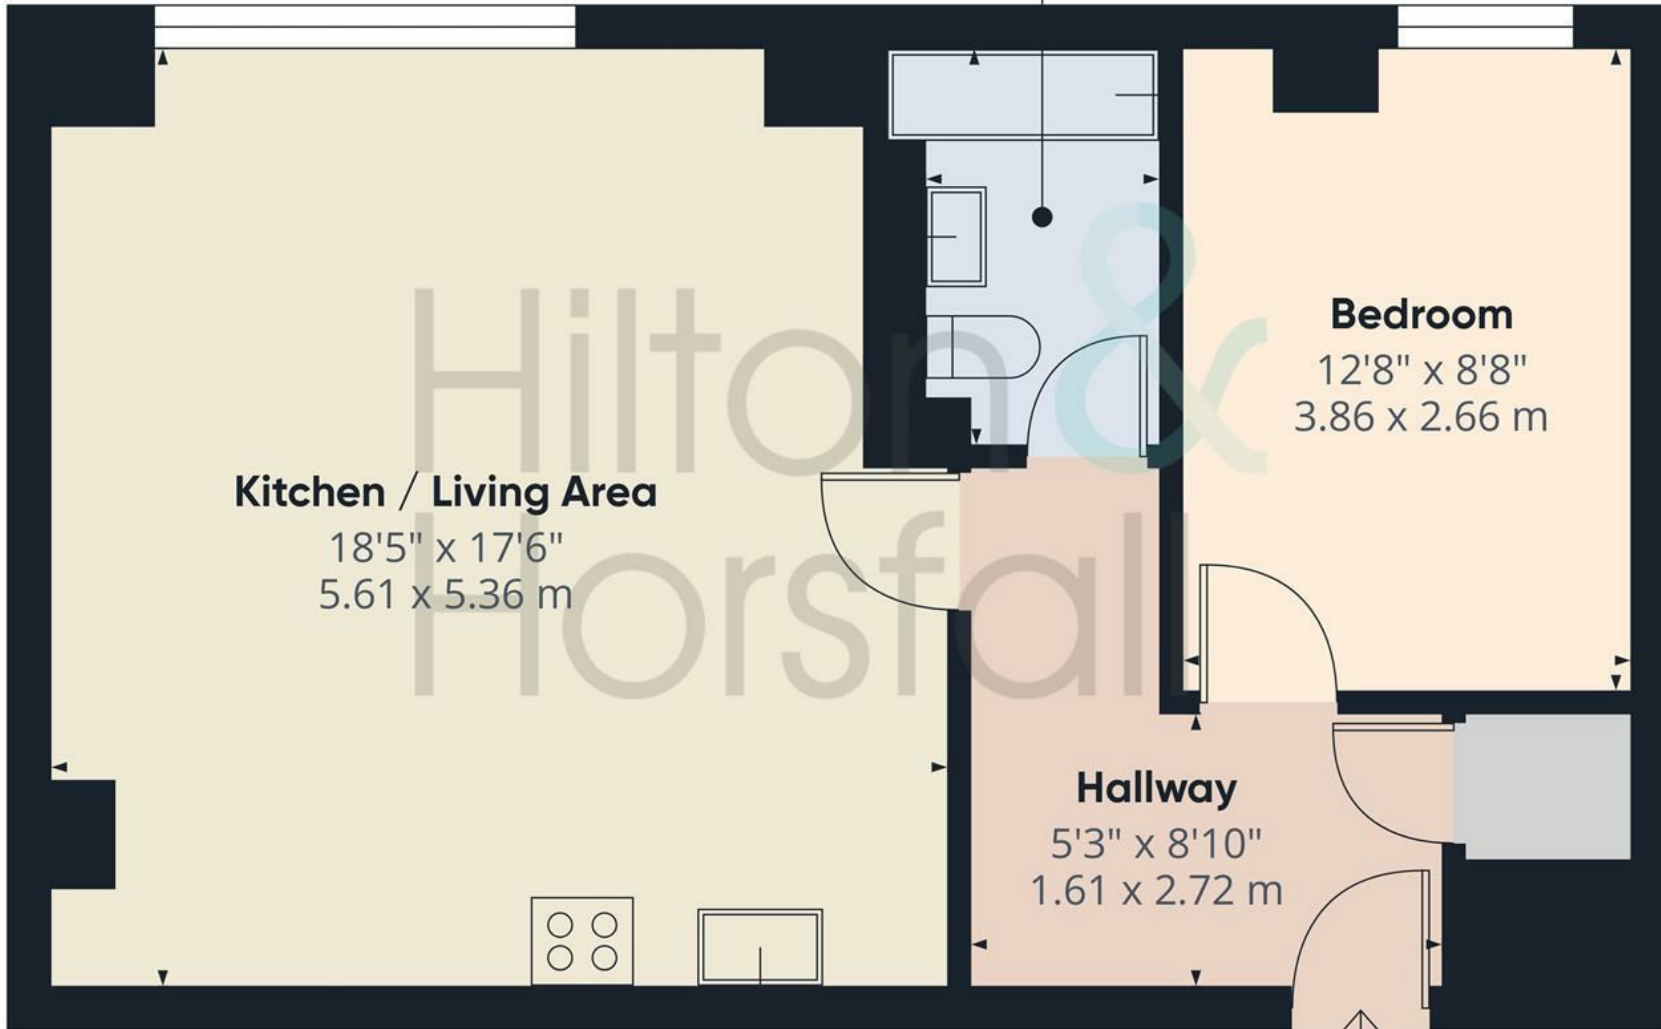 Kitchen / Living Area
18'5" x 17'6"
5.61 x 5.36 m
Bedroom
12'8" x 8'8"
3.86 x 2.66 m
Hallway
5'3" x 8'10"
1.61 x 2.72 m
Hilton &
Horsfall